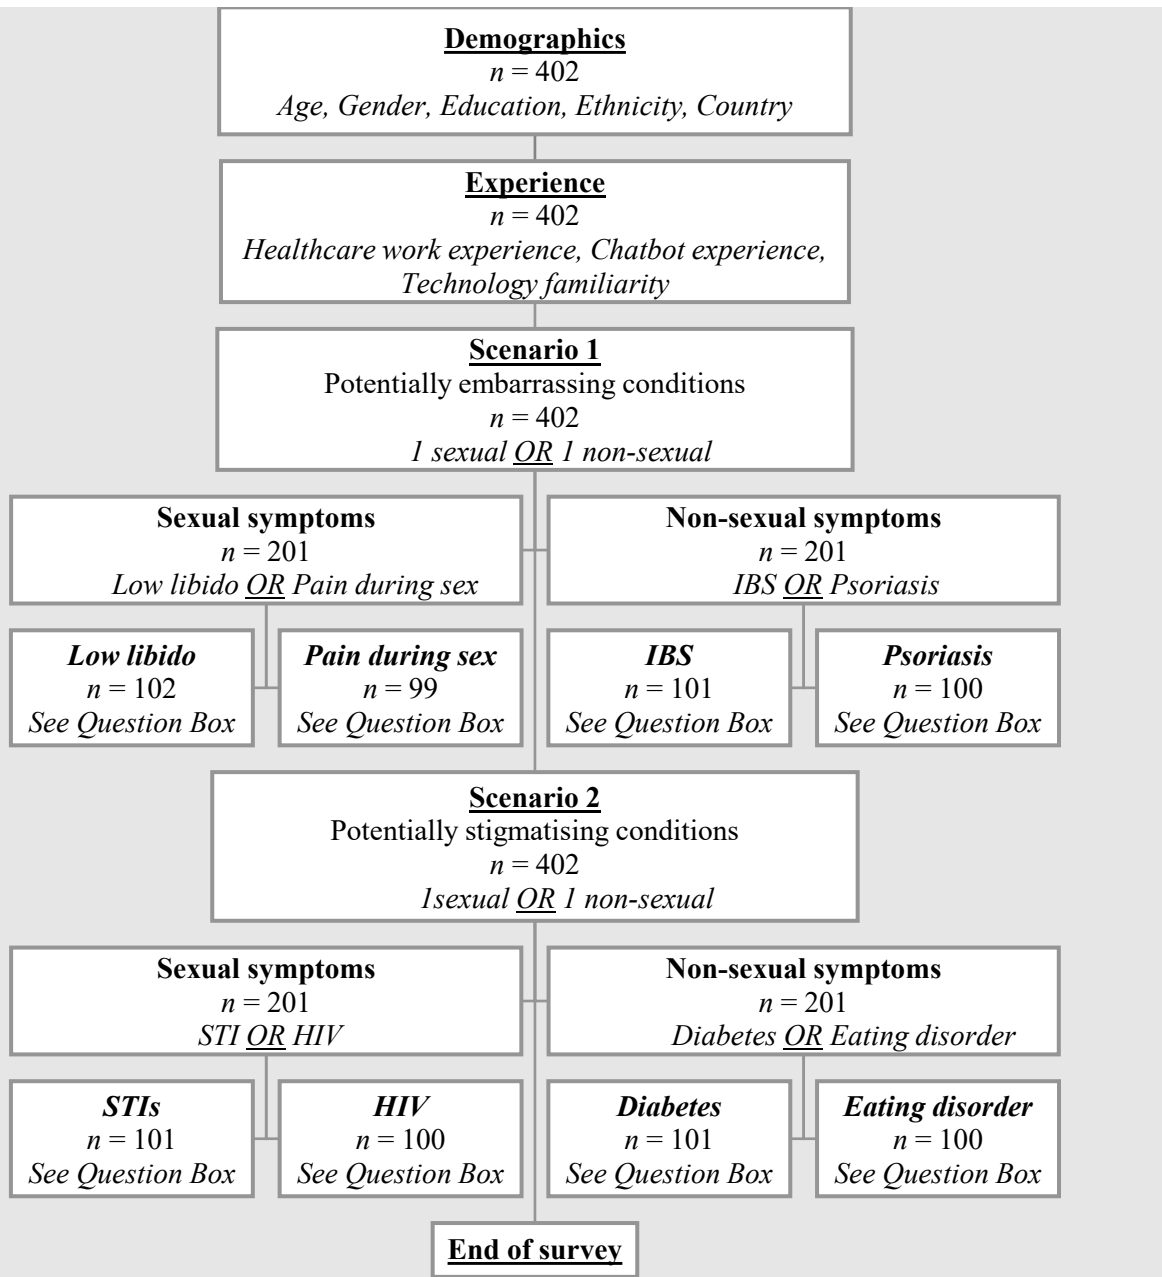 Demographics
n = 402
Age, Gender, Education, Ethnicity, Country
Experience
n = 402
Healthcare work experience, Chatbot experience,
Technology familiarity
Scenario 1
Potentially embarrassing conditions
n = 402
1 sexual OR 1 non-sexual
Sexual symptoms
n = 201
Low libido OR Pain during sex
Non-sexual symptoms
n = 201
IBS OR Psoriasis
Low libido
n = 102
See Question Box
Pain during sex
n = 99
See Question Box
IBS
n = 101
See Question Box
Psoriasis
n = 100
See Question Box
Scenario 2
Potentially stigmatising conditions
n = 402
1sexual OR 1 non-sexual
Sexual symptoms
n = 201
STI OR HIV
Non-sexual symptoms
n = 201
Diabetes OR Eating disorder
STIs
n = 101
See Question Box
HIV
n = 100
See Question Box
Diabetes
n = 101
See Question Box
Eating disorder
n = 100
See Question Box
End of survey